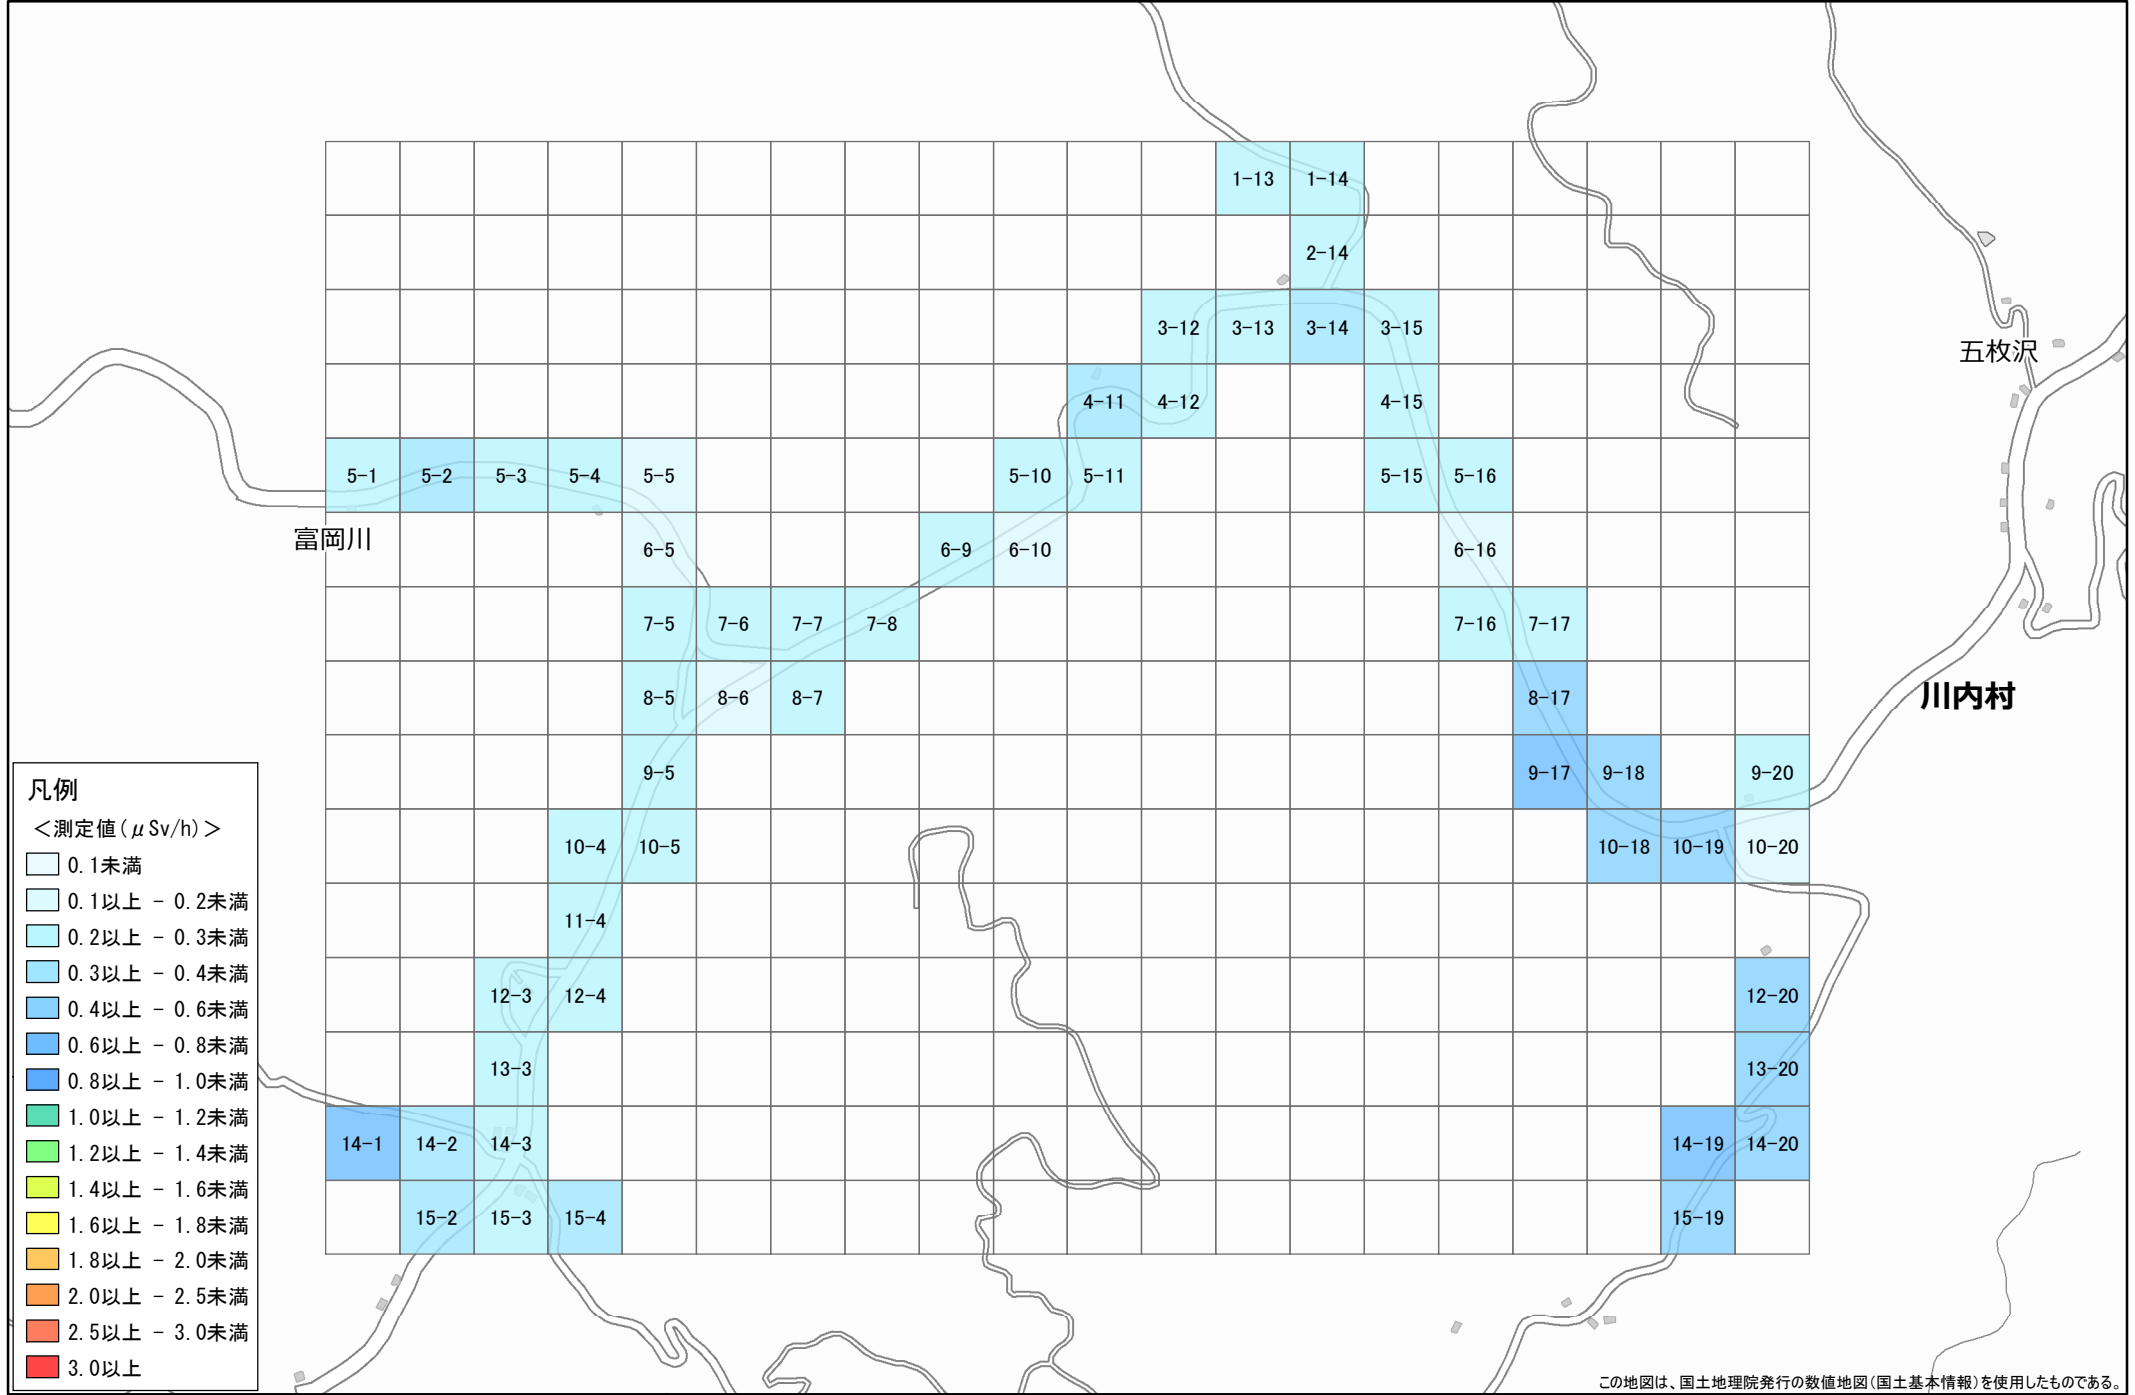 1-13 1-14
2-14
3-12 3-13 3-14 3-15
五枚沢
4-11 4-12 4-15
5-1 5-2 5-3 5-4 5-5 5-10 5-11 5-15 5-16
富岡川
6-5 6-9 6-10 6-16
7-5 7-6 7-7 7-8 7-16 7-17
8-5 8-6 8-7 8-17
川内村
9-5 9-17 9-18 9-20
10-4 10-5 10-18 10-19 10-20
11-4
12-3 12-4 12-20
13-3 13-20
14-1 14-2 14-3 14-19 14-20
15-2 15-3 15-4 15-19
凡例
＜測定値(μSv/h)＞
0.1未満
0.1以上 - 0.2未満
0.2以上 - 0.3未満
0.3以上 - 0.4未満
0.4以上 - 0.6未満
0.6以上 - 0.8未満
0.8以上 - 1.0未満
1.0以上 - 1.2未満
1.2以上 - 1.4未満
1.4以上 - 1.6未満
1.6以上 - 1.8未満
1.8以上 - 2.0未満
2.0以上 - 2.5未満
2.5以上 - 3.0未満
3.0以上
この地図は、国土地理院発行の数値地図(国土基本情報)を使用したものである。